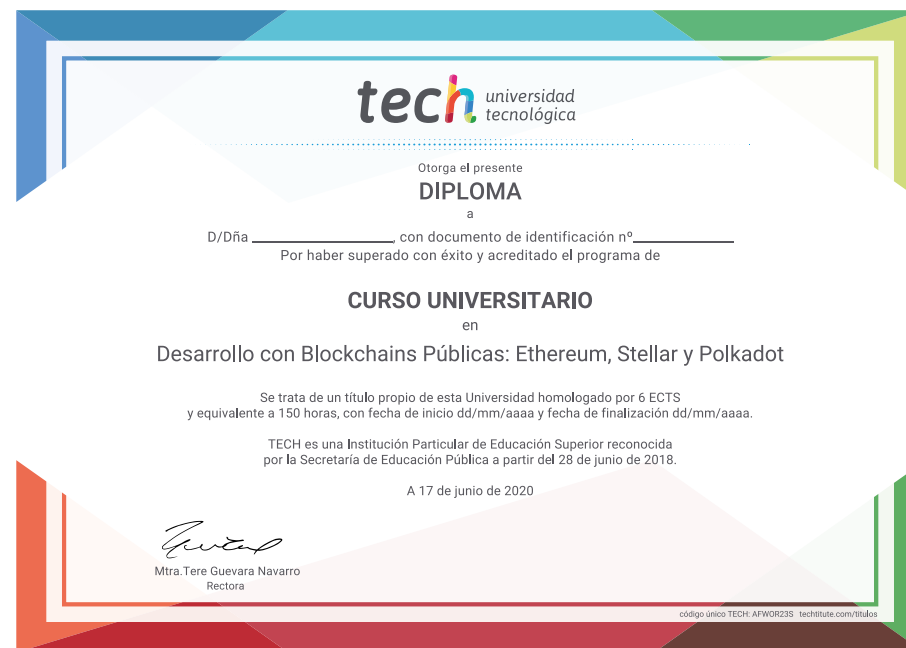 tech universidad
tecnológica
Otorga el presente
DIPLOMA
a
D/Dña ____________________, con documento de identificación nº______________
Por haber superado con éxito y acreditado el programa de
CURSO UNIVERSITARIO
en
Desarrollo con Blockchains Públicas: Ethereum, Stellar y Polkadot
Se trata de un título propio de esta Universidad homologado por 6 ECTS
y equivalente a 150 horas, con fecha de inicio dd/mm/aaaa y fecha de finalización dd/mm/aaaa.
TECH es una Institución Particular de Educación Superior reconocida
por la Secretaría de Educación Pública a partir del 28 de junio de 2018.
A 17 de junio de 2020
Mtra.Tere Guevara Navarro
Rectora
código único TECH: AFWOR23S techtitute.com/titulos